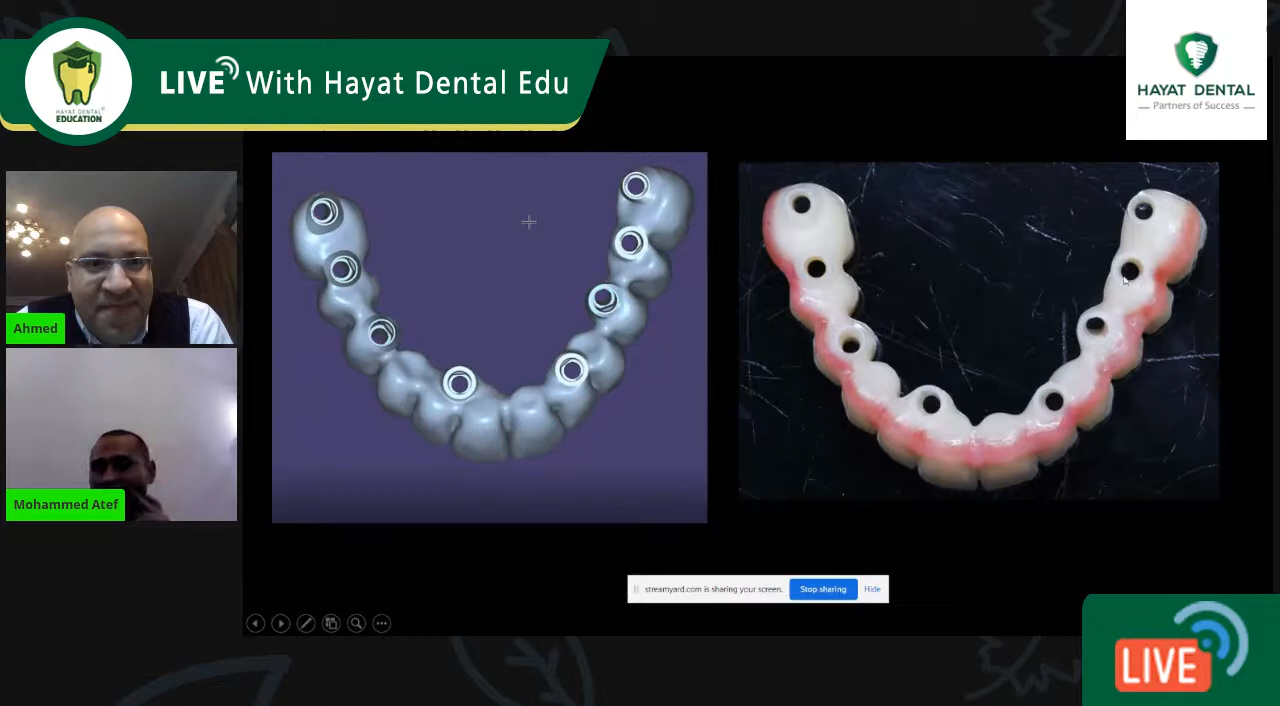 LIVE With Hayat Dental Edu
HAYAT DENTAL®
EDUCATION
HAYAT DENTAL
Partners of Success
Ahmed
Mohammed Atef
streamyard.com is sharing your screen.
Stop sharing
Hide
LIVE